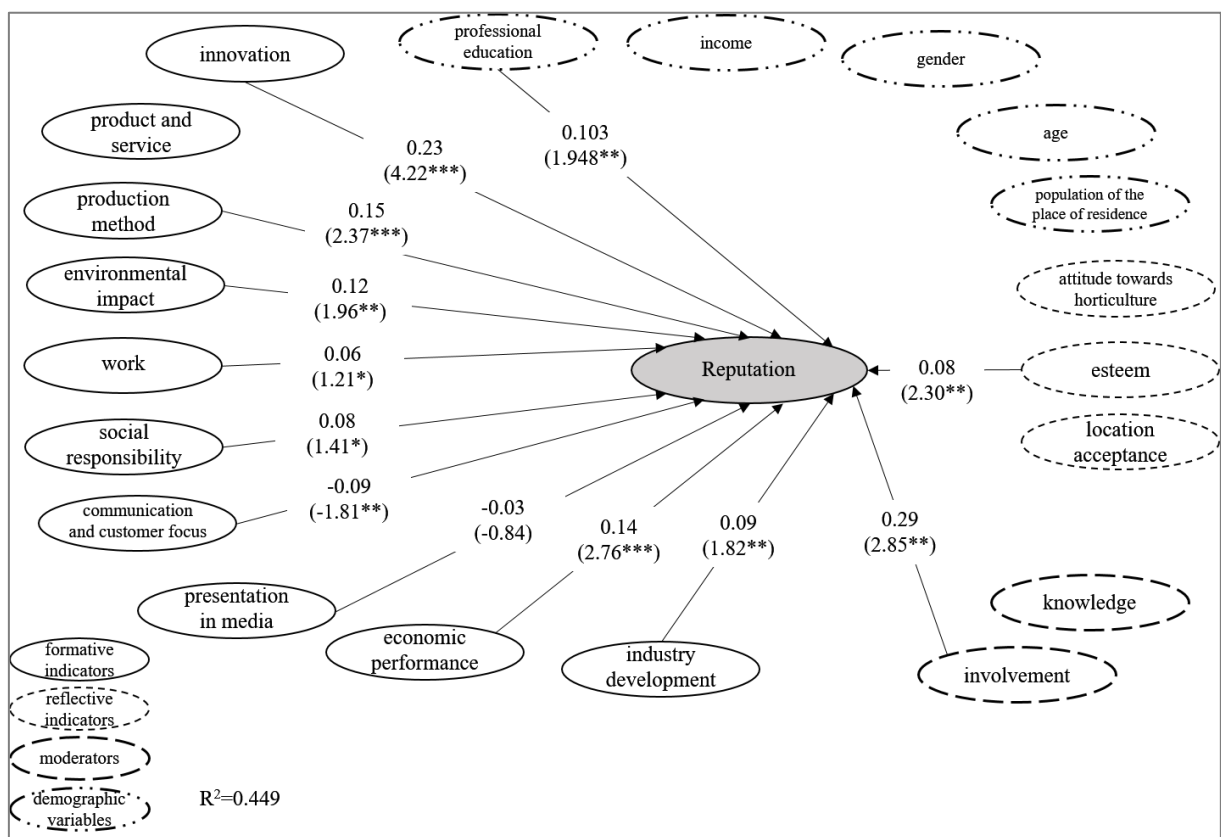 innovation
professional
education
income
gender
product and
service
age
0.103
(1.948**)
0.23
(4.22***)
production
method
0.15
(2.37***)
population of the
place of residence
environmental
impact
0.12
(1.96**)
attitude towards
horticulture
work
0.06
(1.21*)
Reputation
0.08
(2.30**)
esteem
social
responsibility
0.08
(1.41*)
location
acceptance
communication
and customer focus
-0.09
(-1.81**)
-0.03
(-0.84)
0.14
(2.76***)
0.09
(1.82**)
0.29
(2.85**)
presentation
in media
economic
performance
industry
development
knowledge
involvement
formative
indicators
reflective
indicators
moderators
demographic
variables
R²=0.449